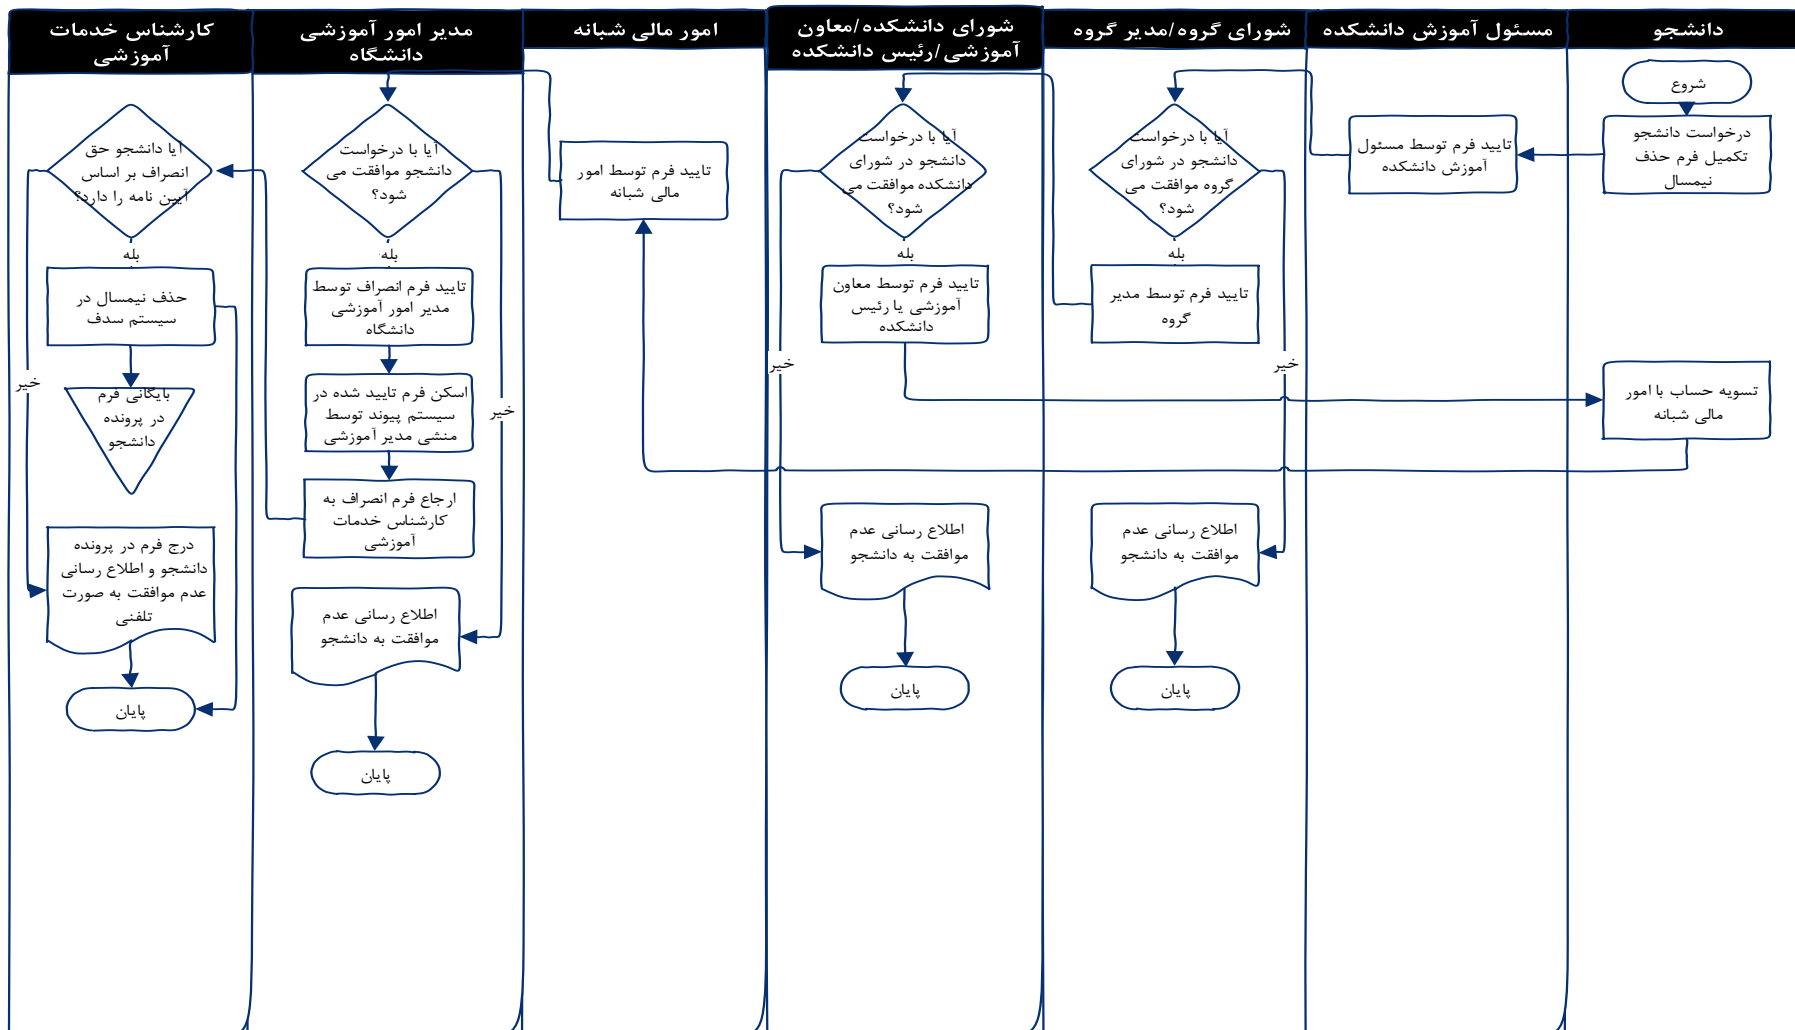 دانشجو
مسئول آموزش دانشکده
شورای گروه/مدیر گروه
شورای دانشکده/معاون
آموزشی/رئیس دانشکده
امور مالی شبانه
مدیر امور آموزشی
دانشگاه
کارشناس خدمات
آموزشی
شروع
درخواست دانشجو
تکمیل فرم حذف
نیمسال
تایید فرم توسط مسئول
آموزش دانشکده
آیا با درخواست
دانشجو در شورای
گروه موافقت می
شود؟
بله
خیر
تایید فرم توسط مدیر
گروه
اطلاع رسانی عدم
موافقت به دانشجو
پایان
آیا با درخواست
دانشجو در شورای
دانشکده موافقت می
شود؟
بله
خیر
تایید فرم توسط معاون
آموزشی یا رئیس
دانشکده
اطلاع رسانی عدم
موافقت به دانشجو
پایان
تسویه حساب با امور
مالی شبانه
تایید فرم توسط امور
مالی شبانه
آیا با درخواست
دانشجو موافقت می
شود؟
بله
خیر
تایید فرم انصراف توسط
مدیر امور آموزشی
دانشگاه
اسکن فرم تایید شده در
سیستم پیوند توسط
منشی مدیر آموزشی
ارجاع فرم انصراف به
کارشناس خدمات
آموزشی
اطلاع رسانی عدم
موافقت به دانشجو
پایان
آیا دانشجو حق
انصراف بر اساس
آیین نامه را دارد؟
بله
خیر
حذف نیمسال در
سیستم سدف
بایگانی فرم
در پرونده
دانشجو
درج فرم در پرونده
دانشجو و اطلاع رسانی
عدم موافقت به صورت
تلفنی
پایان